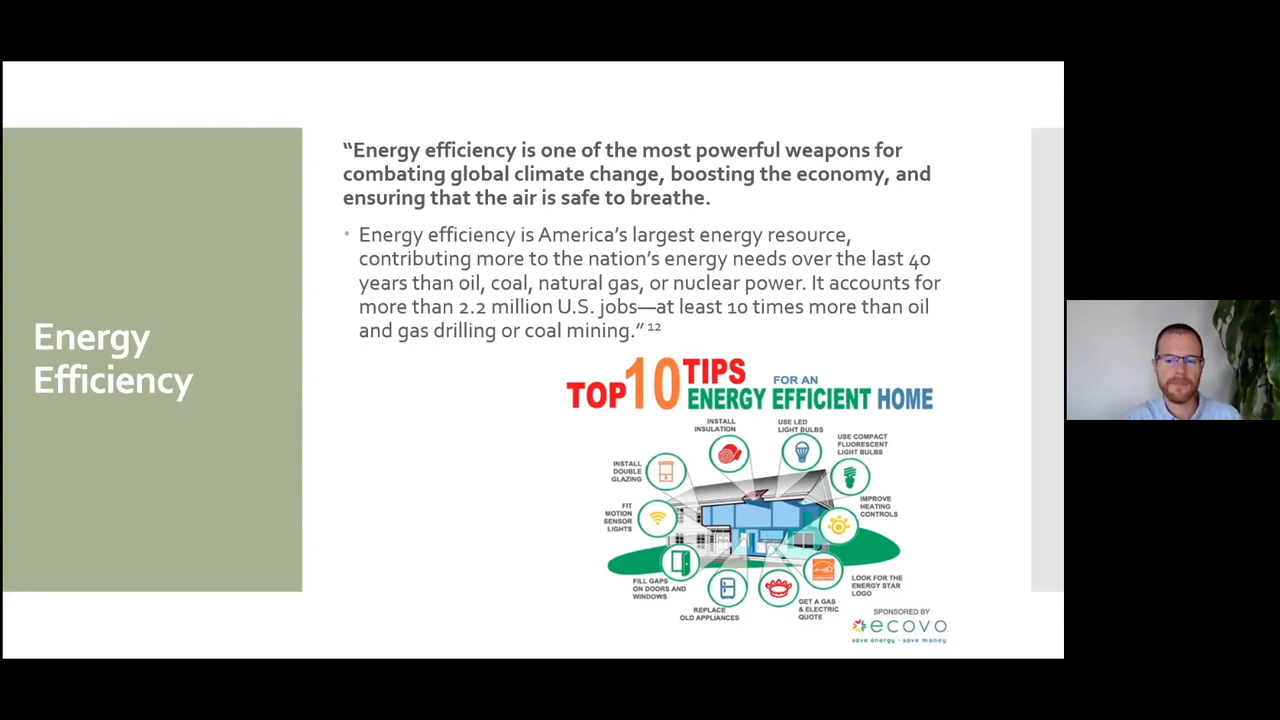 Energy
Efficiency
“Energy efficiency is one of the most powerful weapons for
combating global climate change, boosting the economy, and
ensuring that the air is safe to breathe.
• Energy efficiency is America’s largest energy resource,
contributing more to the nation’s energy needs over the last 40
years than oil, coal, natural gas, or nuclear power. It accounts for
more than 2.2 million U.S. jobs—at least 10 times more than oil
and gas drilling or coal mining.” 12
TOP 10 TIPS
FOR AN
ENERGY EFFICIENT HOME
INSTALL
INSULATION
USE LED
LIGHT BULBS
USE COMPACT
FLUORESCENT
LIGHT BULBS
INSTALL
DOUBLE
GLAZING
IMPROVE
HEATING
CONTROLS
FIT
MOTION
SENSOR
LIGHTS
FILL GAPS
ON DOORS AND
WINDOWS
REPLACE
OLD APPLIANCES
GET A GAS
& ELECTRIC
QUOTE
LOOK FOR THE
ENERGY STAR
LOGO
SPONSORED BY
ecovo
save energy - save money